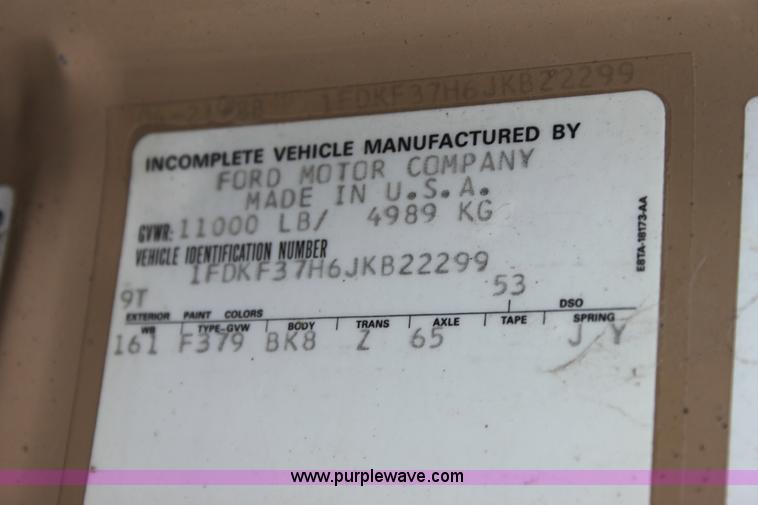 1FDKF37H6JKB22299
INCOMPLETE VEHICLE MANUFACTURED BY
FORD MOTOR COMPANY
MADE IN U.S.A.
GVWR: 11000 LB/ 4989 KG
VEHICLE IDENTIFICATION NUMBER
1FDKF37H6JKB22299
E8TA-18173-AA
9T 53
EXTERIOR PAINT COLORS DSO
WB TYPE-GVW BODY TRANS AXLE TAPE SPRING
161 F379 BK8 Z 65 J Y
www.purplewave.com